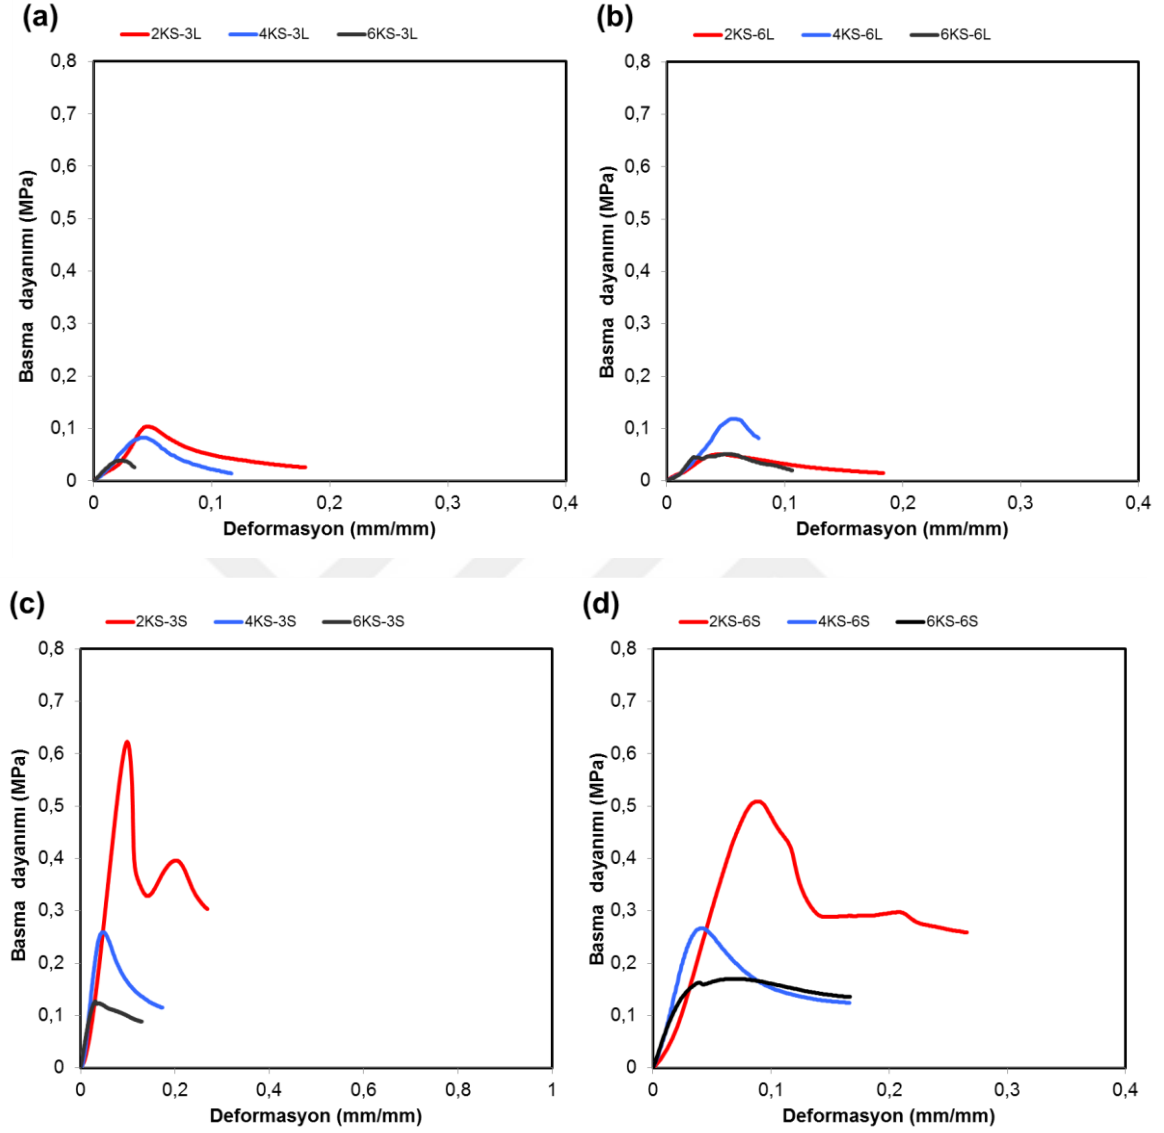 (a)
2KS-3L 4KS-3L 6KS-3L
0,8
0,7
0,6
0,5
0,4
0,3
0,2
0,1
0
Basma dayanımı (MPa)
0 0,1 0,2 0,3 0,4
Deformasyon (mm/mm)
(b)
2KS-6L 4KS-6L 6KS-6L
0,8
0,7
0,6
0,5
0,4
0,3
0,2
0,1
0
Basma dayanımı (MPa)
0 0,1 0,2 0,3 0,4
Deformasyon (mm/mm)
(c)
2KS-3S 4KS-3S 6KS-3S
0,8
0,7
0,6
0,5
0,4
0,3
0,2
0,1
0
Basma dayanımı (MPa)
0 0,2 0,4 0,6 0,8 1
Deformasyon (mm/mm)
(d)
2KS-6S 4KS-6S 6KS-6S
0,8
0,7
0,6
0,5
0,4
0,3
0,2
0,1
0
Basma dayanımı (MPa)
0 0,1 0,2 0,3 0,4
Deformasyon (mm/mm)